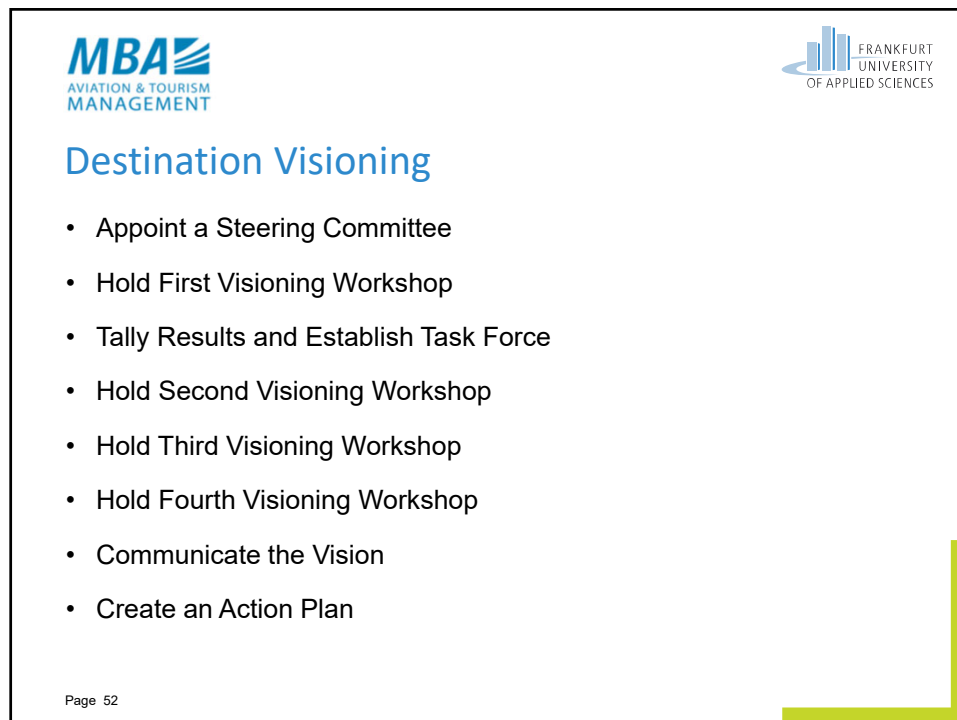 MBA
AVIATION & TOURISM
MANAGEMENT
FRANKFURT
UNIVERSITY
OF APPLIED SCIENCES
Destination Visioning
• Appoint a Steering Committee
• Hold First Visioning Workshop
• Tally Results and Establish Task Force
• Hold Second Visioning Workshop
• Hold Third Visioning Workshop
• Hold Fourth Visioning Workshop
• Communicate the Vision
• Create an Action Plan
Page 52